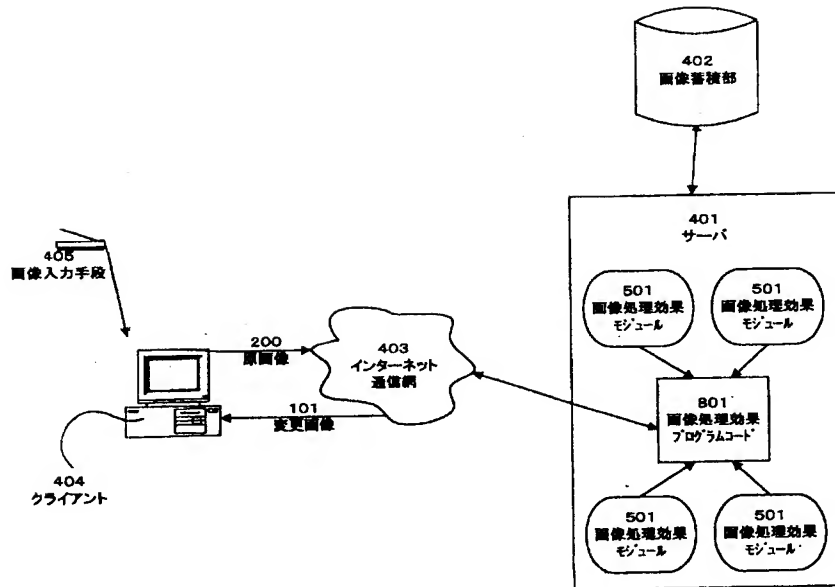 402
画像蓄積部
401
サーバ
405
画像入力手段
501
画像処理効果
モジュール
501
画像処理効果
モジュール
200
原画像
403
インターネット
通信網
801
画像処理効果
プログラムコード
101
変更画像
404
クライアント
501
画像処理効果
モジュール
501
画像処理効果
モジュール